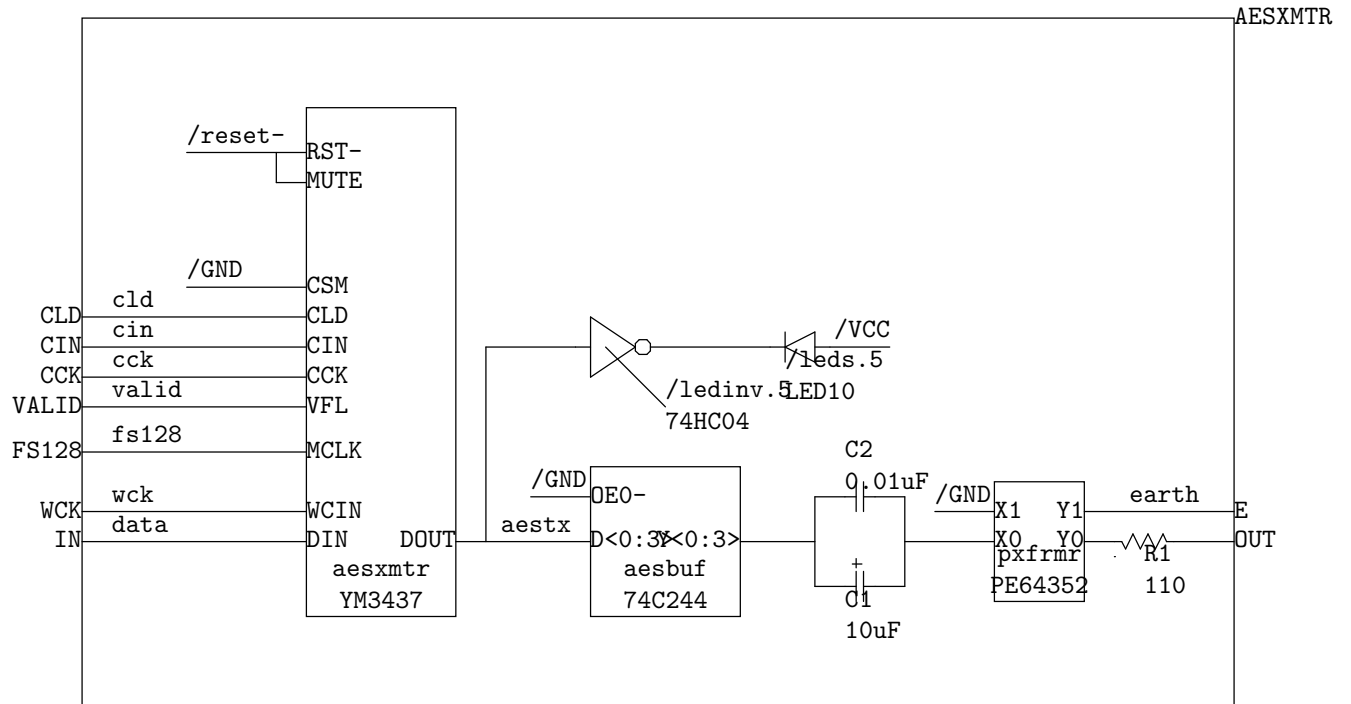 AESXMTR
/reset-
RST-
MUTE
/GND
CSM
CLD
cld
CLD
CIN
cin
CIN
CCK
cck
CCK
VALID
valid
VFL
FS128
fs128
MCLK
WCK
wck
WCIN
IN
data
DIN
DOUT
aesxmtr
YM3437
/VCC
/leds.5
LED10
/ledinv.5
74HC04
/GND
OE0-
aestx
D<0:3>
Y<0:3>
aesbuf
74C244
C2
0.01uF
+
C1
10uF
/GND
X1
Y1
earth
E
X0
Y0
OUT
pxfrmr
PE64352
R1
110